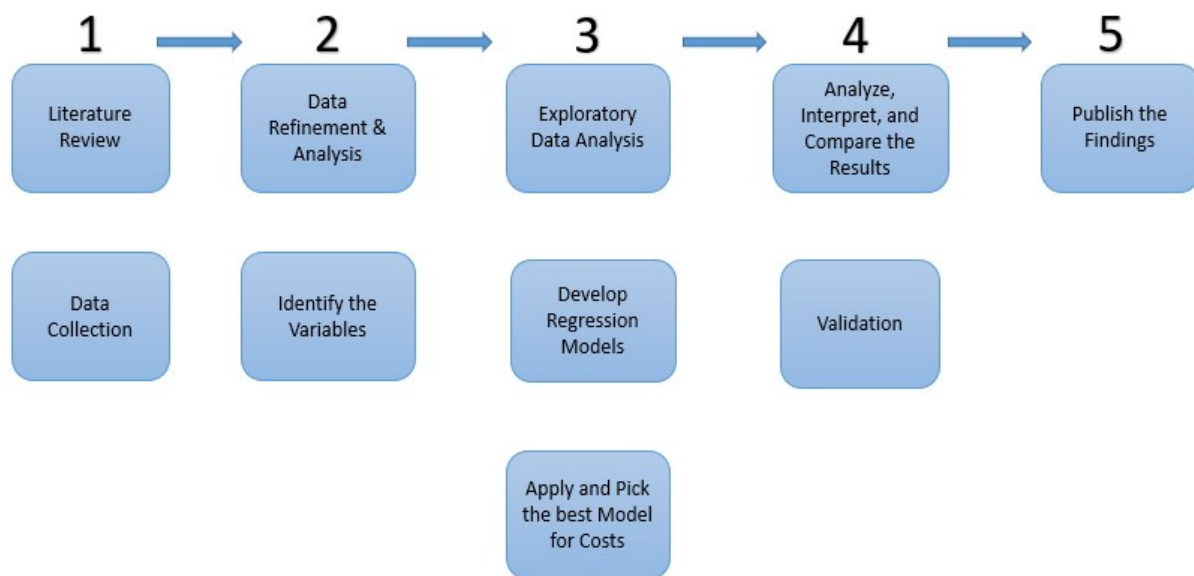 1
2
3
4
5
Literature
Review
Data
Refinement &
Analysis
Exploratory
Data Analysis
Analyze,
Interpret, and
Compare the
Results
Publish the
Findings
Data
Collection
Identify the
Variables
Develop
Regression
Models
Validation
Apply and Pick
the best Model
for Costs